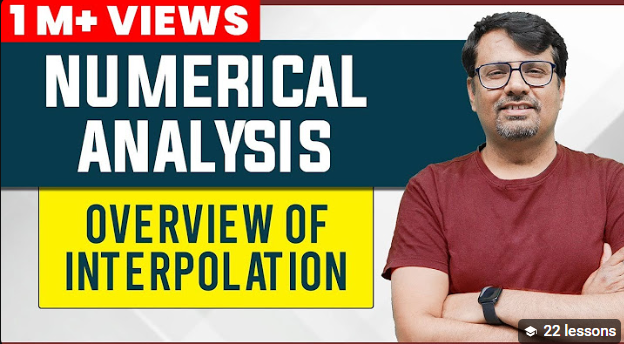 1 M+ VIEWS
NUMERICAL
ANALYSIS
OVERVIEW OF
INTERPOLATION
22 lessons